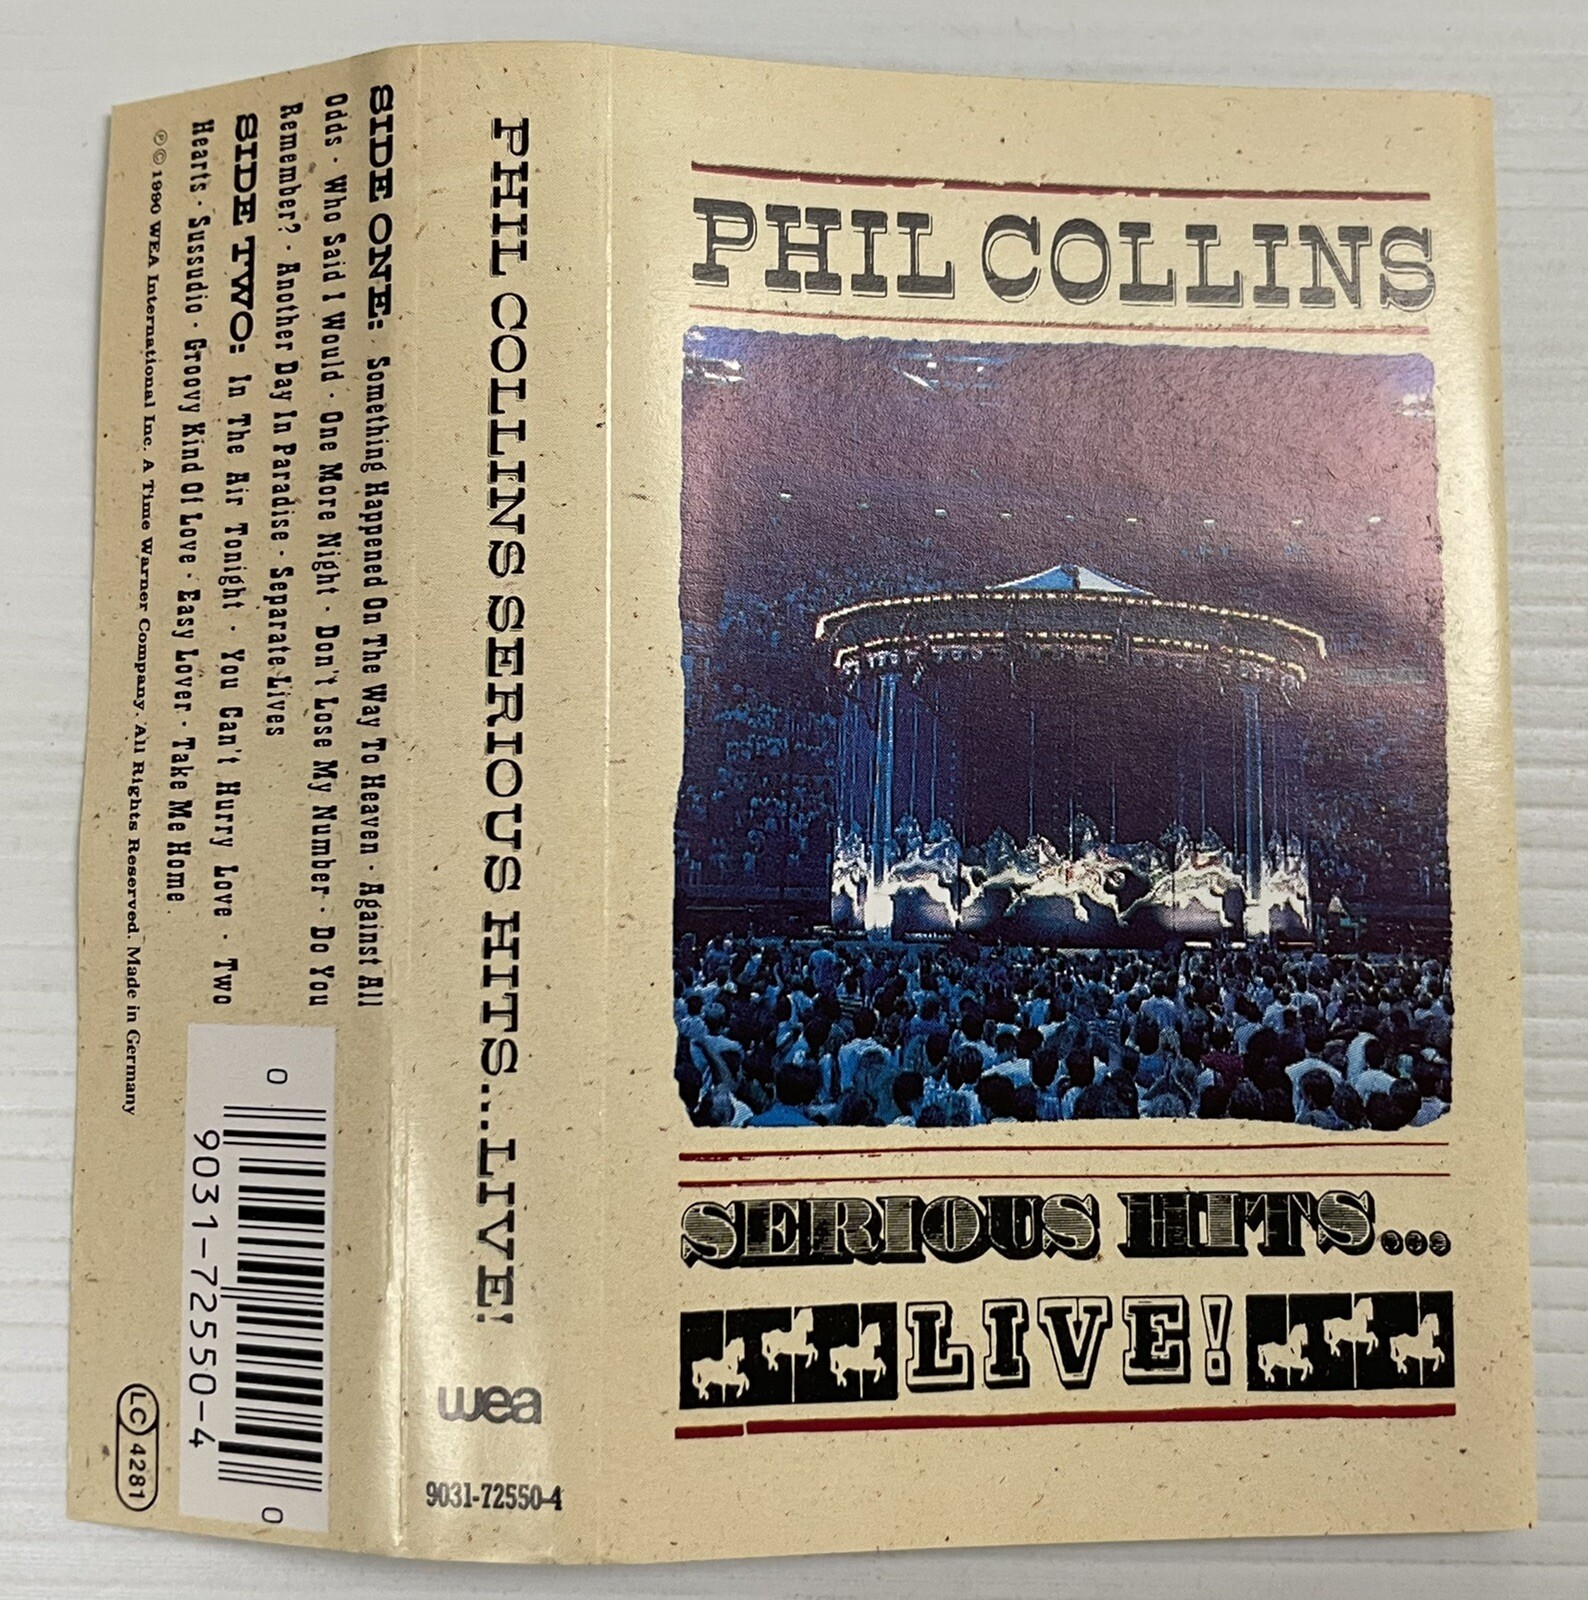 PHIL COLLINS
SERIOUS HITS...
LIVE!
PHIL COLLINS SERIOUS HITS...LIVE!
wea
9031-72550-4
SIDE ONE: Something Happened On The Way To Heaven · Against All
Odds · Who Said I Would · One More Night · Don't Lose My Number · Do You
Remember? · Another Day In Paradise · Separate Lives
SIDE TWO: In The Air Tonight · You Can't Hurry Love · Two
Hearts · Sussudio · Groovy Kind Of Love · Easy Lover · Take Me Home
℗ © 1990 WEA International Inc. A Time Warner Company. All Rights Reserved. Made in Germany
0 9031-72550-4 0
LC 4281